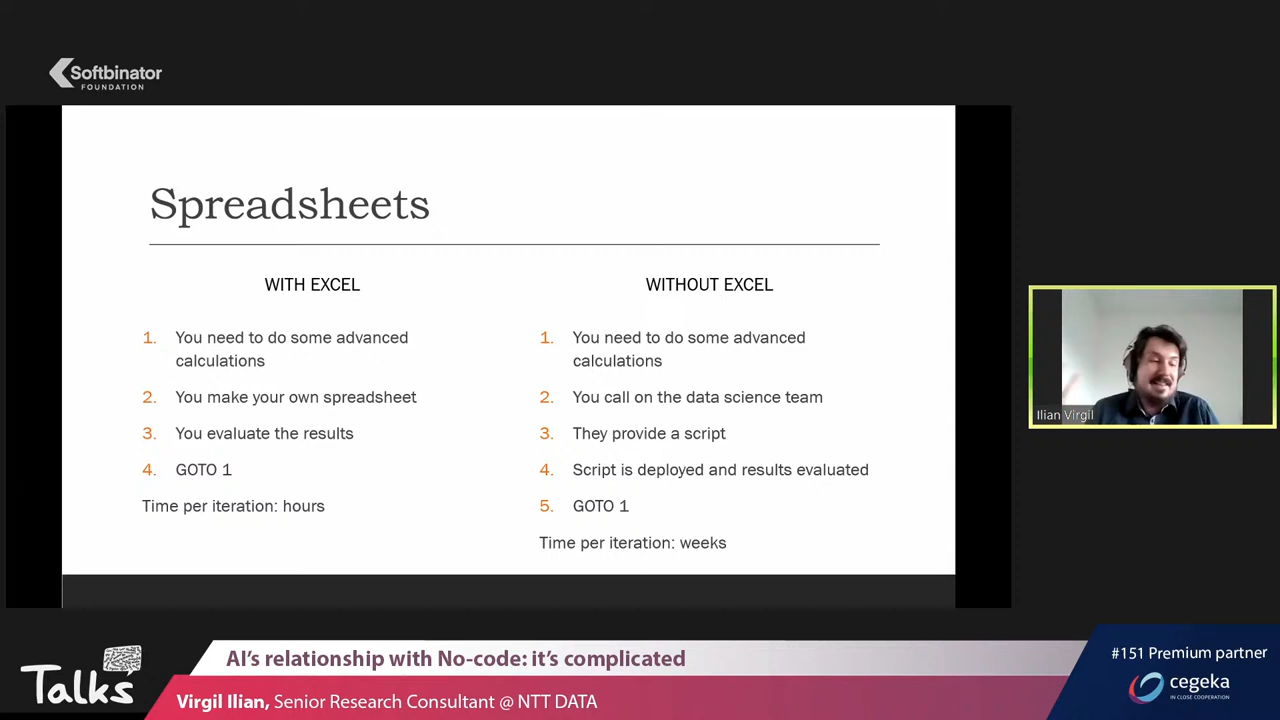 Softbinator
FOUNDATION
Spreadsheets
WITH EXCEL
1. You need to do some advanced
calculations
2. You make your own spreadsheet
3. You evaluate the results
4. GOTO 1
Time per iteration: hours
WITHOUT EXCEL
1. You need to do some advanced
calculations
2. You call on the data science team
3. They provide a script
4. Script is deployed and results evaluated
5. GOTO 1
Time per iteration: weeks
Ilian Virgil
Talks
AI's relationship with No-code: it's complicated
Virgil Ilian, Senior Research Consultant @ NTT DATA
#151 Premium partner
cegeka
IN CLOSE COOPERATION